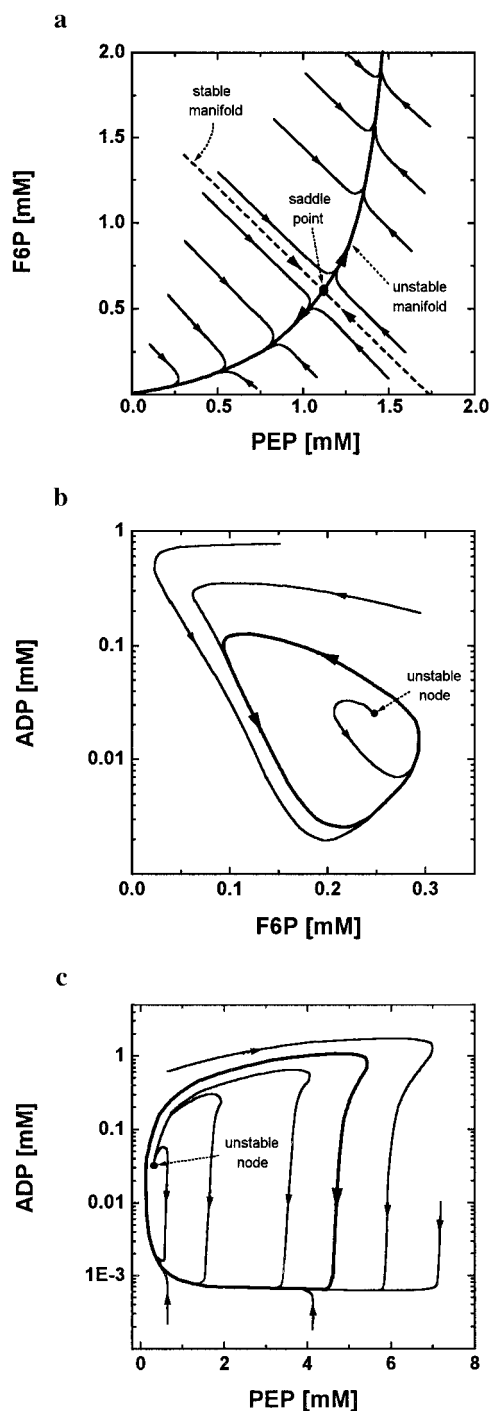 a
2.0
stable
manifold
1.5
F6P [mM]
saddle
point
1.0
unstable
manifold
0.5
0.0
0.0 0.5 1.0 1.5 2.0
PEP [mM]
b
1
ADP [mM]
0.1
unstable
node
0.01
0.0 0.1 0.2 0.3
F6P [mM]
c
1
ADP [mM]
0.1
unstable
node
0.01
1E-3
0 2 4 6 8
PEP [mM]